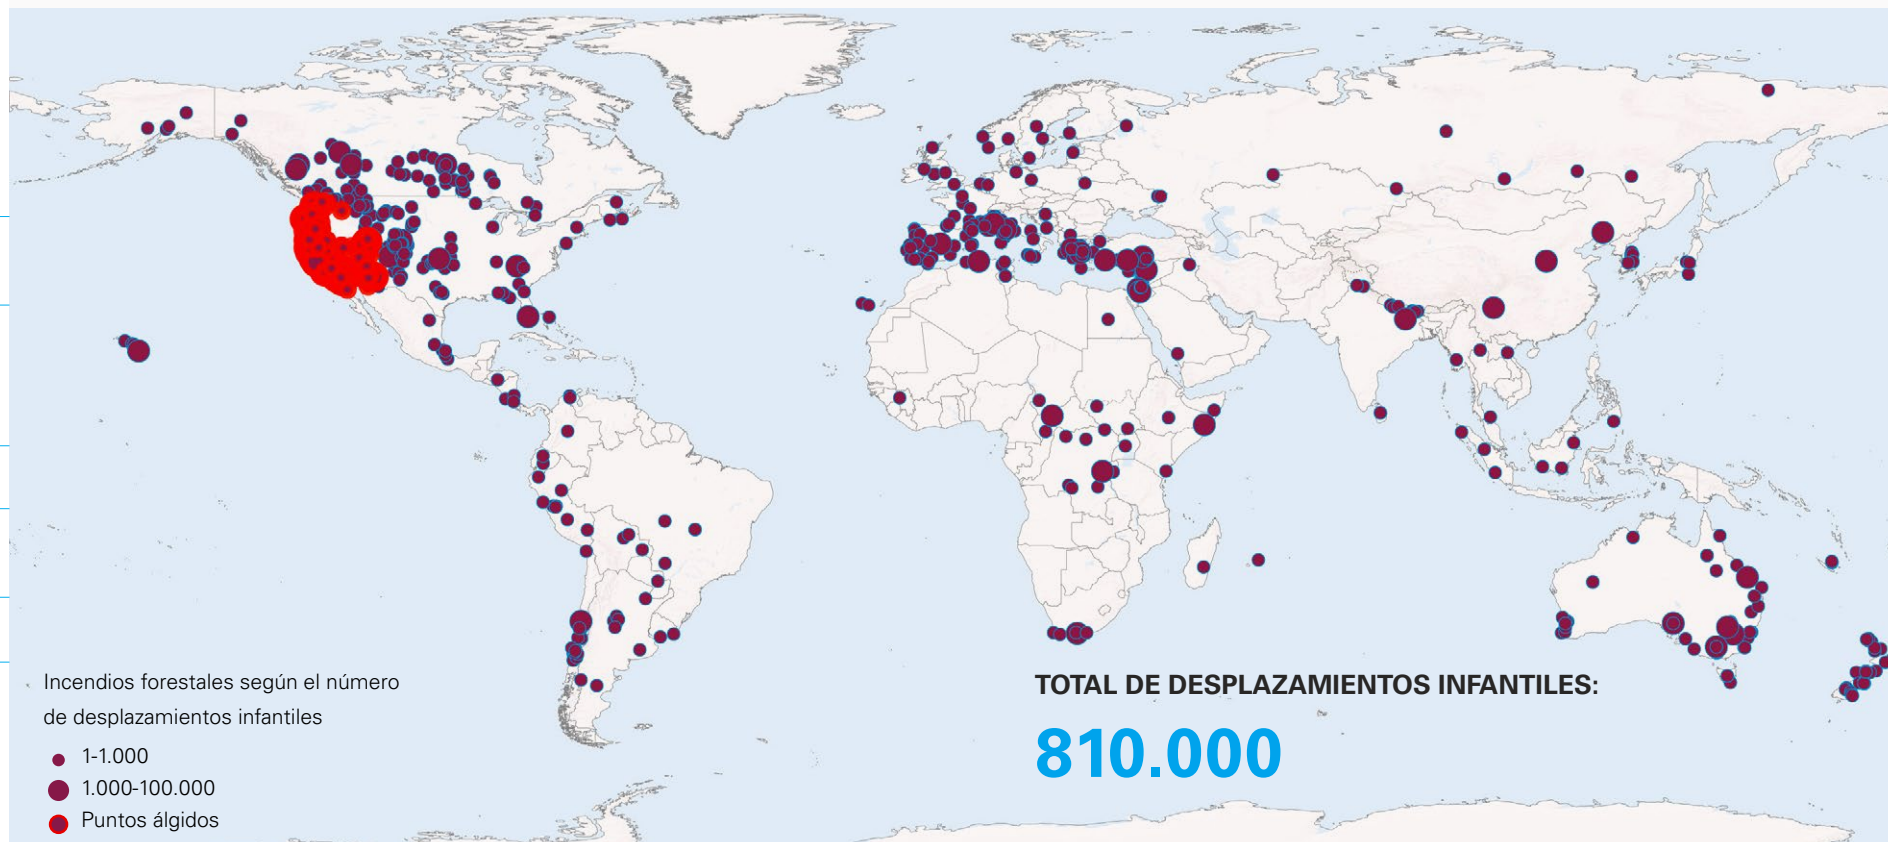 Incendios forestales según el número
de desplazamientos infantiles
1-1.000
1.000-100.000
Puntos álgidos
TOTAL DE DESPLAZAMIENTOS INFANTILES:
810.000